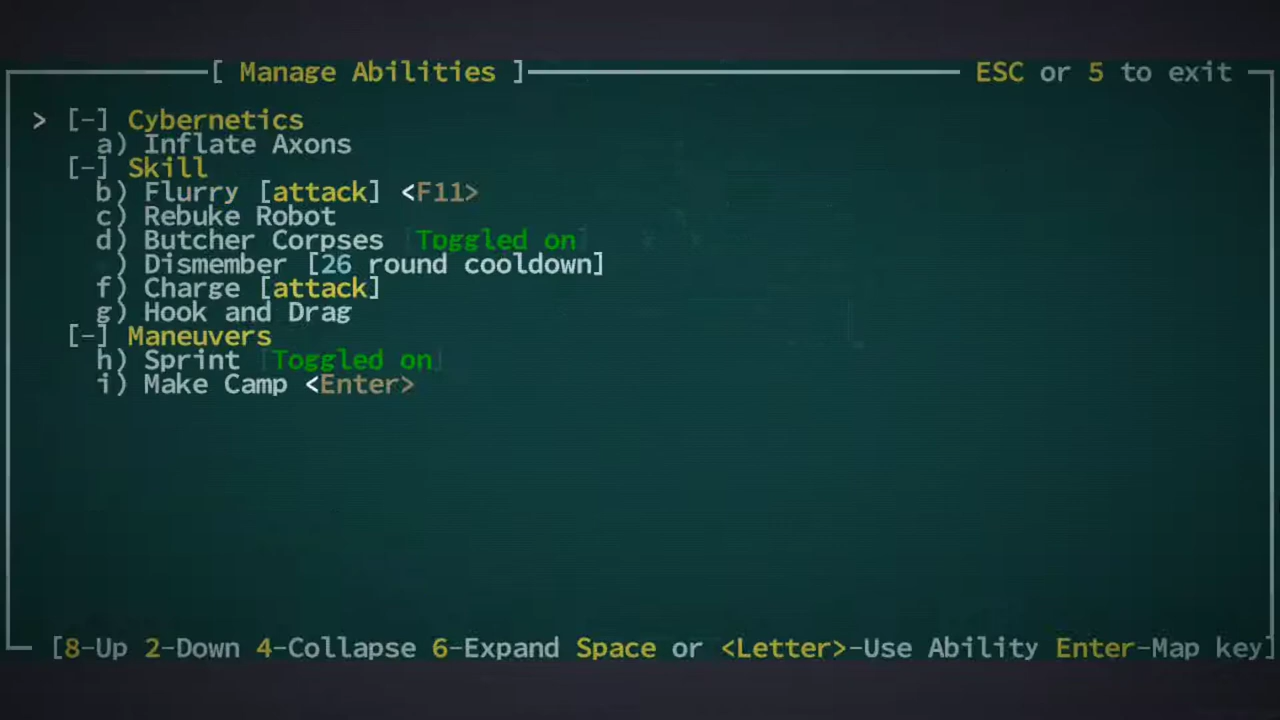 [ Manage Abilities ] ESC or 5 to exit
> [-] Cybernetics
a) Inflate Axons
[-] Skill
b) Flurry [attack] <F11>
c) Rebuke Robot
d) Butcher Corpses [Toggled on]
) Dismember [26 round cooldown]
f) Charge [attack]
g) Hook and Drag
[-] Maneuvers
h) Sprint [Toggled on]
i) Make Camp <Enter>
[8-Up 2-Down 4-Collapse 6-Expand Space or <Letter>-Use Ability Enter-Map key]